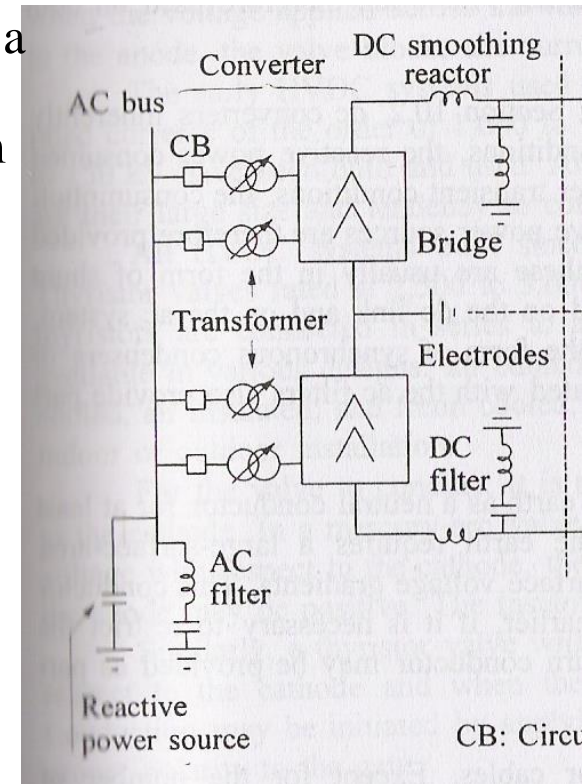 a
n
DC smoothing
reactor
Converter
AC bus
CB
Bridge
Transformer
Electrodes
DC
filter
AC
filter
Reactive
power source
CB: Circu